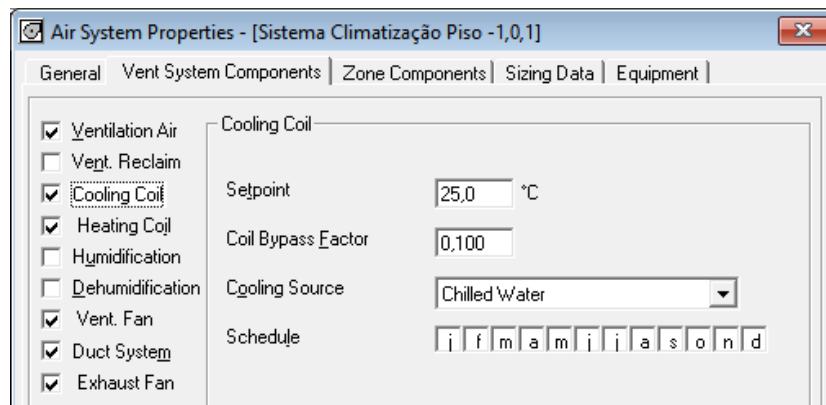 Air System Properties - [Sistema Climatização Piso -1,0,1]
General Vent System Components Zone Components Sizing Data Equipment
Ventilation Air
Vent. Reclaim
Cooling Coil
Heating Coil
Humidification
Dehumidification
Vent. Fan
Duct System
Exhaust Fan
Cooling Coil
Setpoint 25,0 °C
Coil Bypass Factor 0,100
Cooling Source Chilled Water
Schedule j f m a m j j a s o n d